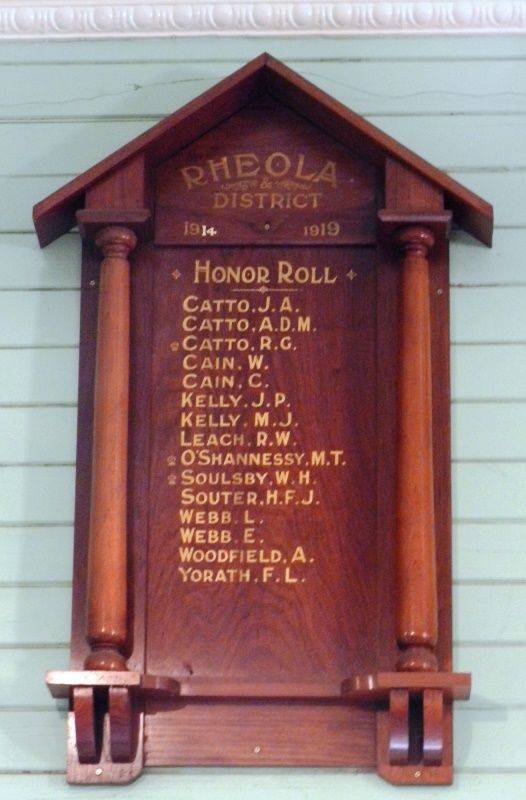 RHEOLA
&
DISTRICT
1914 1919
HONOR ROLL
CATTO. J. A.
CATTO. A. D. M.
CATTO. R. G.
CAIN. W.
CAIN. C.
KELLY. J. P.
KELLY. M. J.
LEACH. R. W.
O'SHANNESSY. M. T.
SOULSBY. W. H.
SOUTER. H. F. J.
WEBB. L.
WEBB. E.
WOODFIELD. A.
YORATH. F. L.